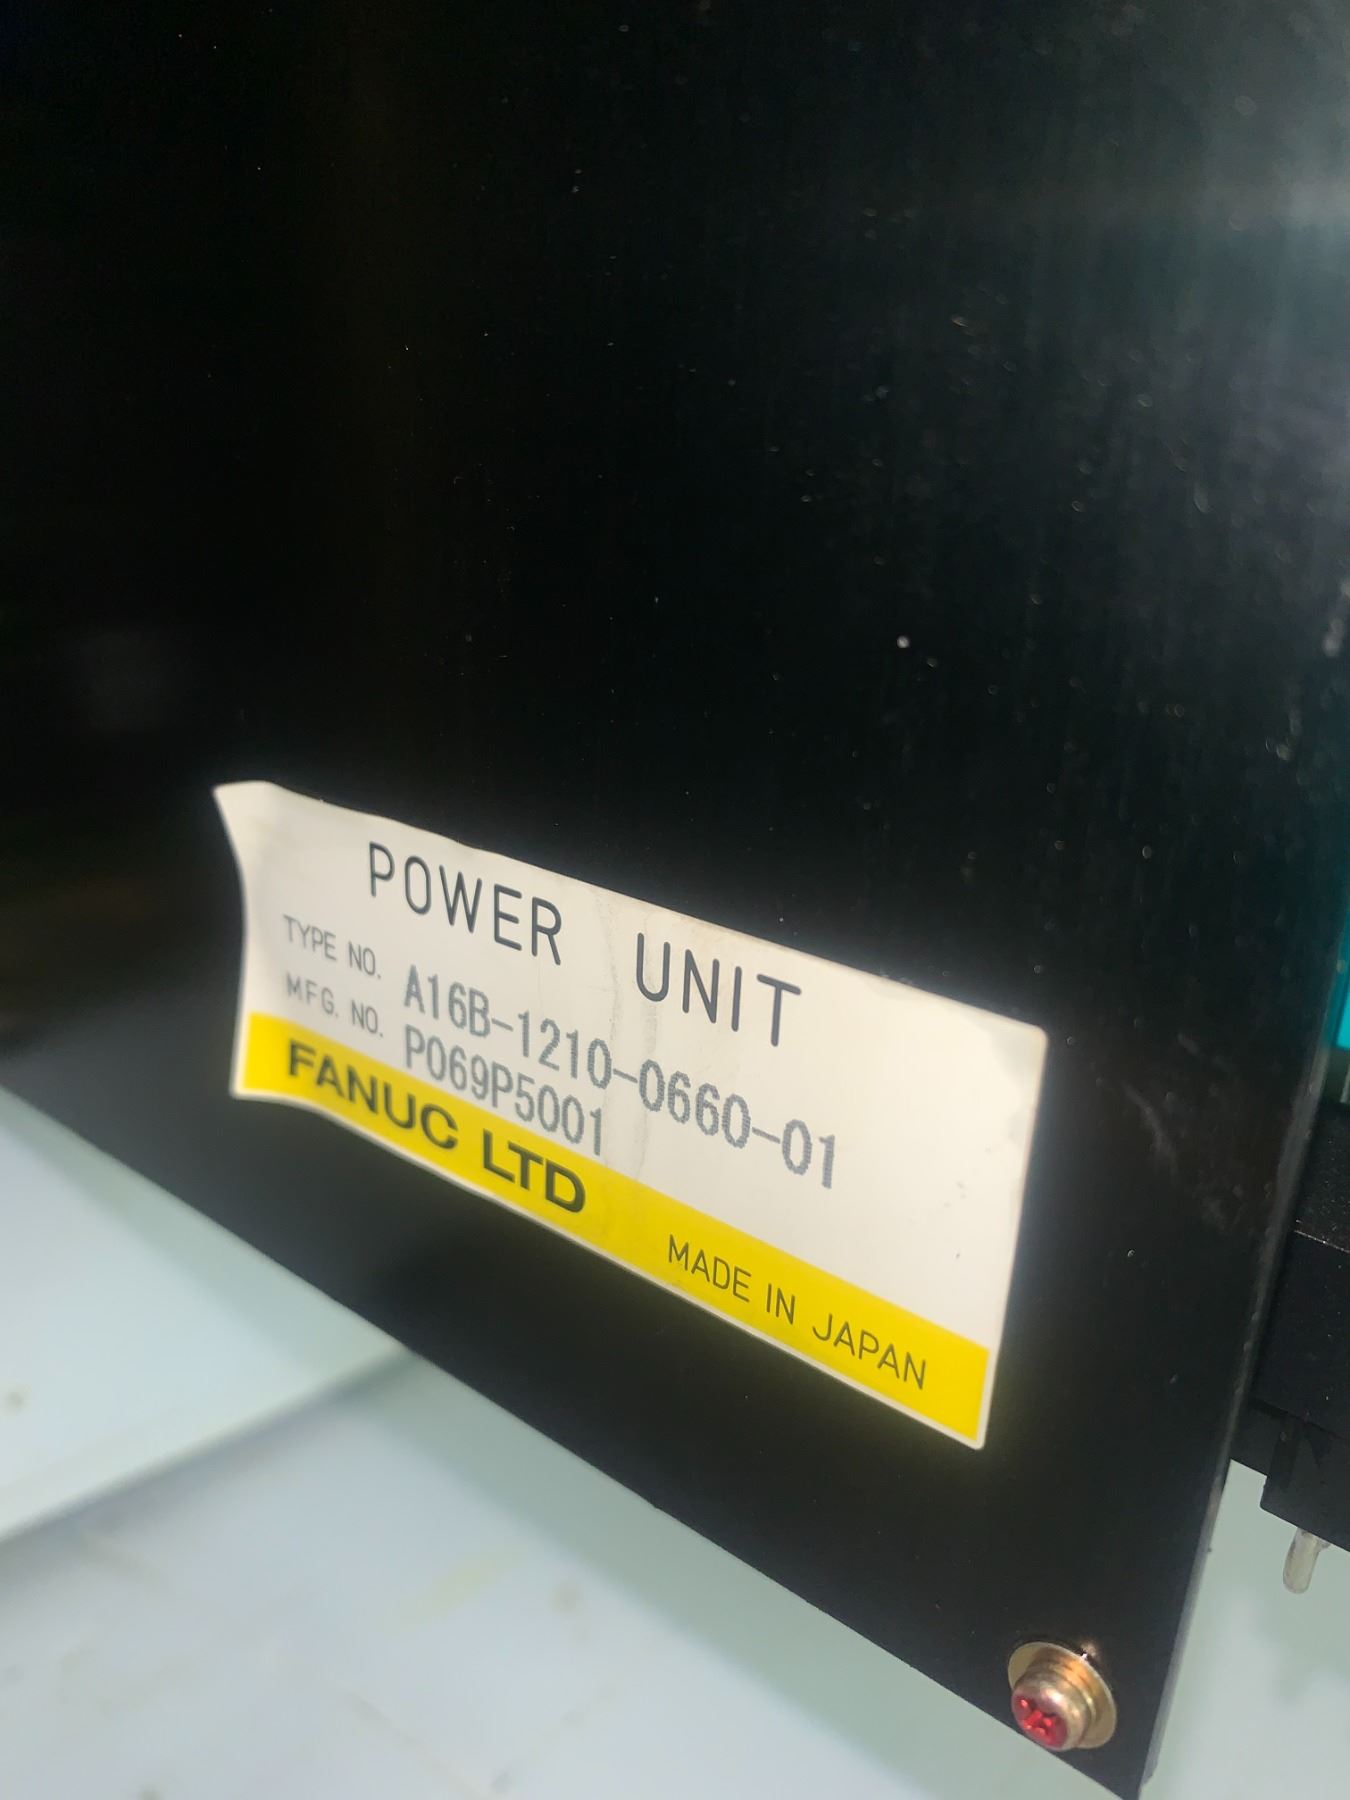 POWER UNIT
TYPE NO. A16B-1210-0660-01
MFG. NO. P069P5001
FANUC LTD MADE IN JAPAN